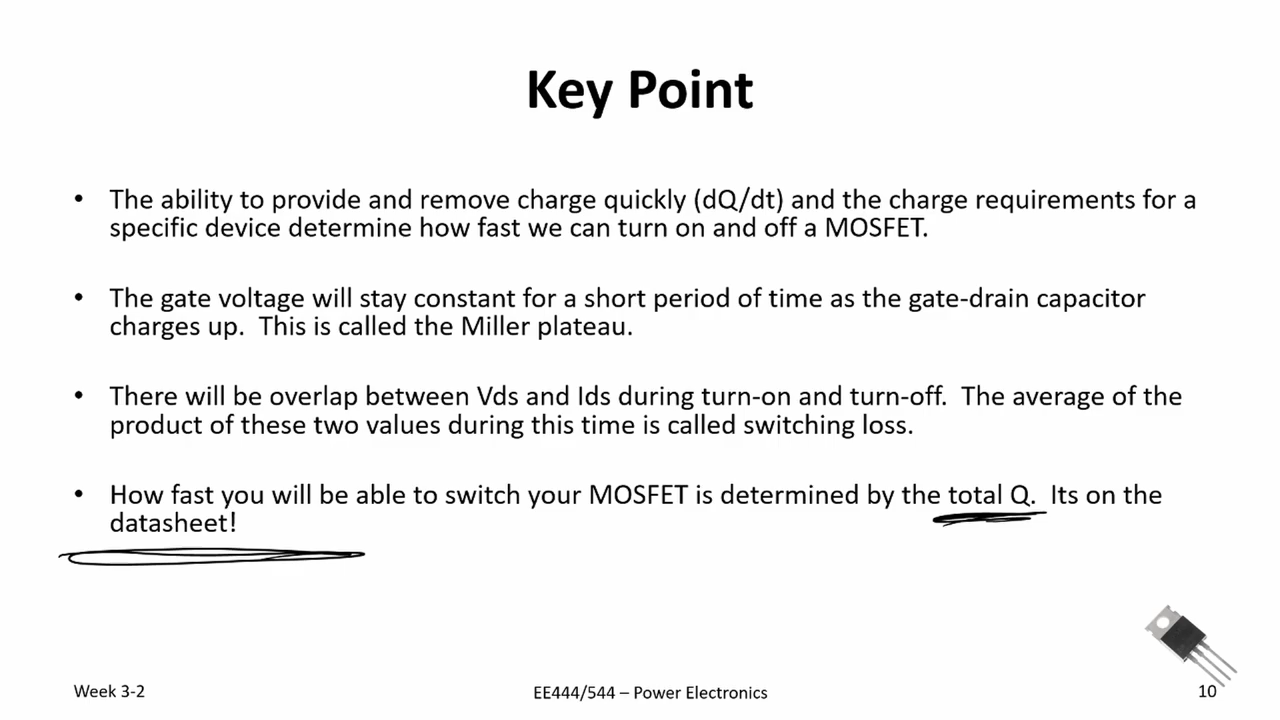 Key Point
• The ability to provide and remove charge quickly (dQ/dt) and the charge requirements for a
specific device determine how fast we can turn on and off a MOSFET.
• The gate voltage will stay constant for a short period of time as the gate-drain capacitor
charges up.  This is called the Miller plateau.
• There will be overlap between Vds and Ids during turn-on and turn-off.  The average of the
product of these two values during this time is called switching loss.
• How fast you will be able to switch your MOSFET is determined by the total Q.  Its on the
datasheet!
Week 3-2
EE444/544 – Power Electronics
10